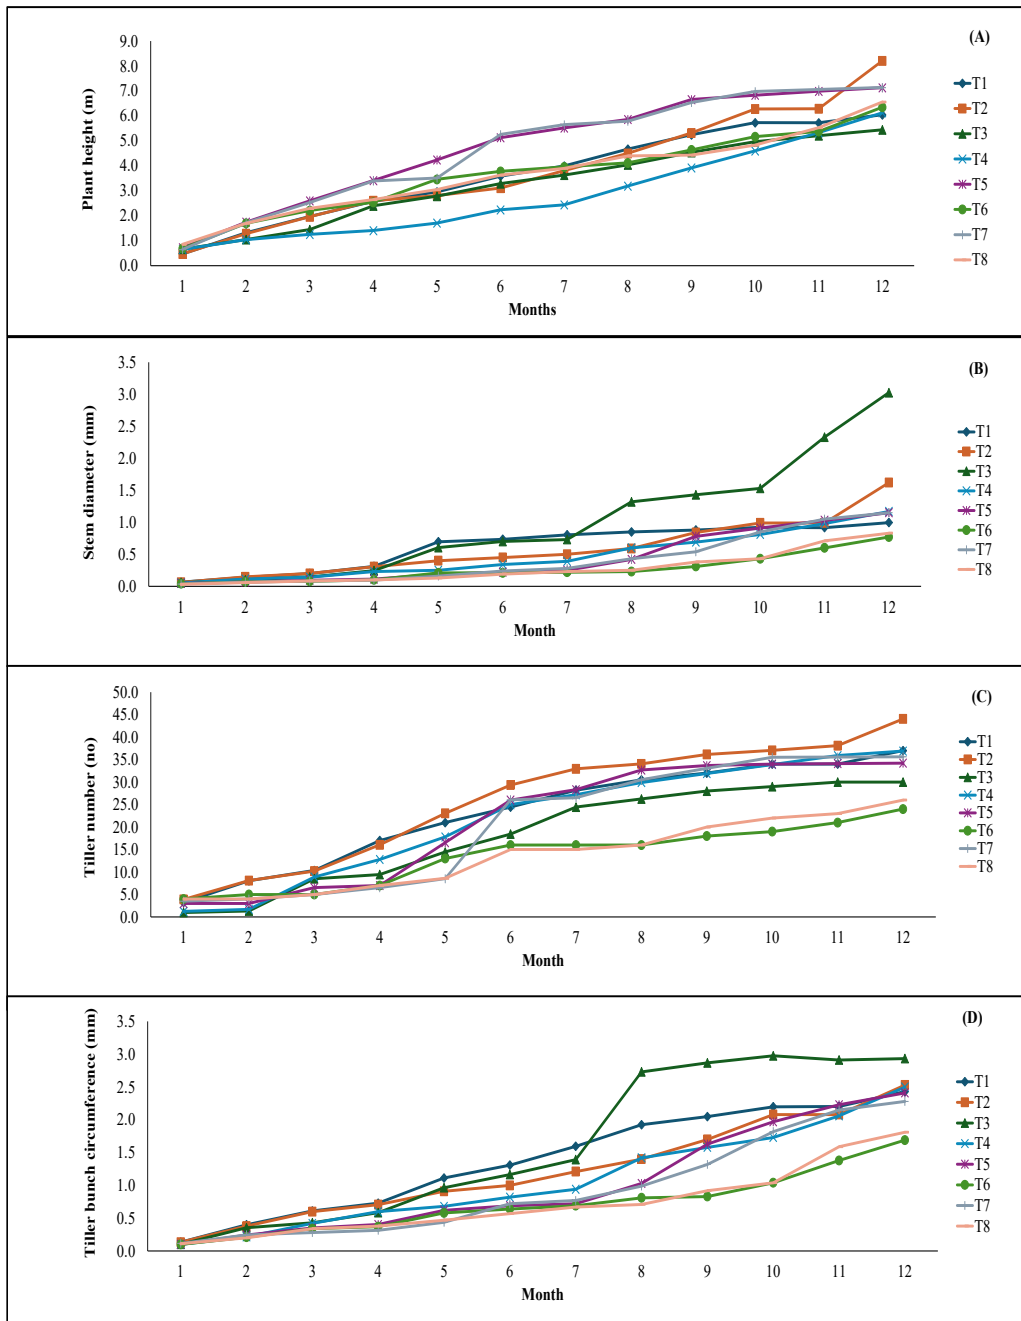 (A)
Plant height (m)
9.0
8.0
7.0
6.0
5.0
4.0
3.0
2.0
1.0
0.0
1 2 3 4 5 6 7 8 9 10 11 12
Months
T1
T2
T3
T4
T5
T6
T7
T8
(B)
Stem diameter (mm)
3.5
3.0
2.5
2.0
1.5
1.0
0.5
0.0
1 2 3 4 5 6 7 8 9 10 11 12
Month
T1
T2
T3
T4
T5
T6
T7
T8
(C)
Tiller number (no)
50.0
45.0
40.0
35.0
30.0
25.0
20.0
15.0
10.0
5.0
0.0
1 2 3 4 5 6 7 8 9 10 11 12
Month
T1
T2
T3
T4
T5
T6
T7
T8
(D)
Tiller bunch circumference (mm)
3.5
3.0
2.5
2.0
1.5
1.0
0.5
0.0
1 2 3 4 5 6 7 8 9 10 11 12
Month
T1
T2
T3
T4
T5
T6
T7
T8